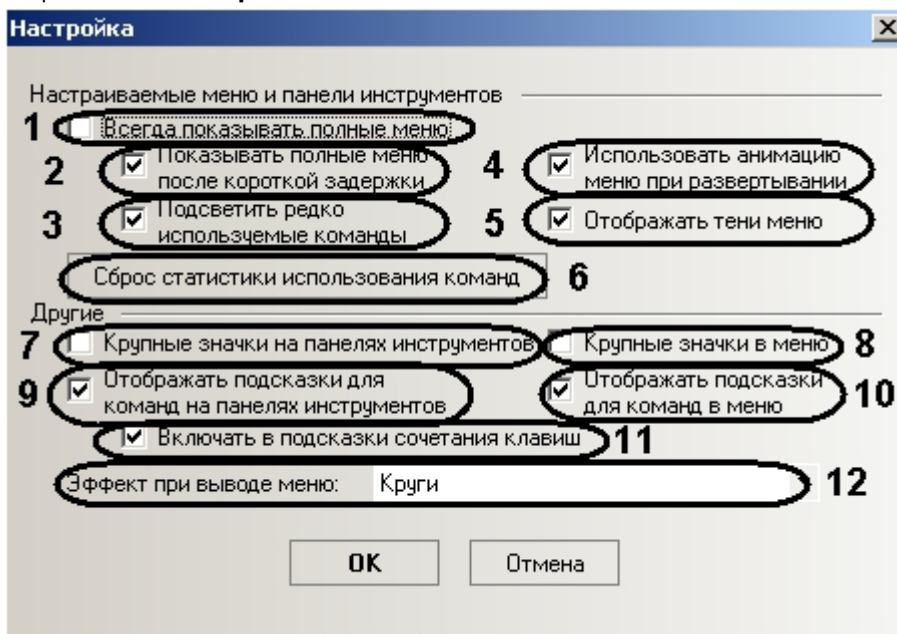 Настройка
Настраиваемые меню и панели инструментов
1 Всегда показывать полные меню
2 Показывать полные меню
после короткой задержки
4 Использовать анимацию
меню при развертывании
3 Подсветить редко
используемые команды
5 Отображать тени меню
Сброс статистики использования команд 6
Другие
7 Крупные значки на панелях инструментов
Крупные значки в меню 8
9 Отображать подсказки для
команд на панелях инструментов
Отображать подсказки
для команд в меню 10
Включать в подсказки сочетания клавиш 11
Эффект при выводе меню: Круги 12
OK Отмена